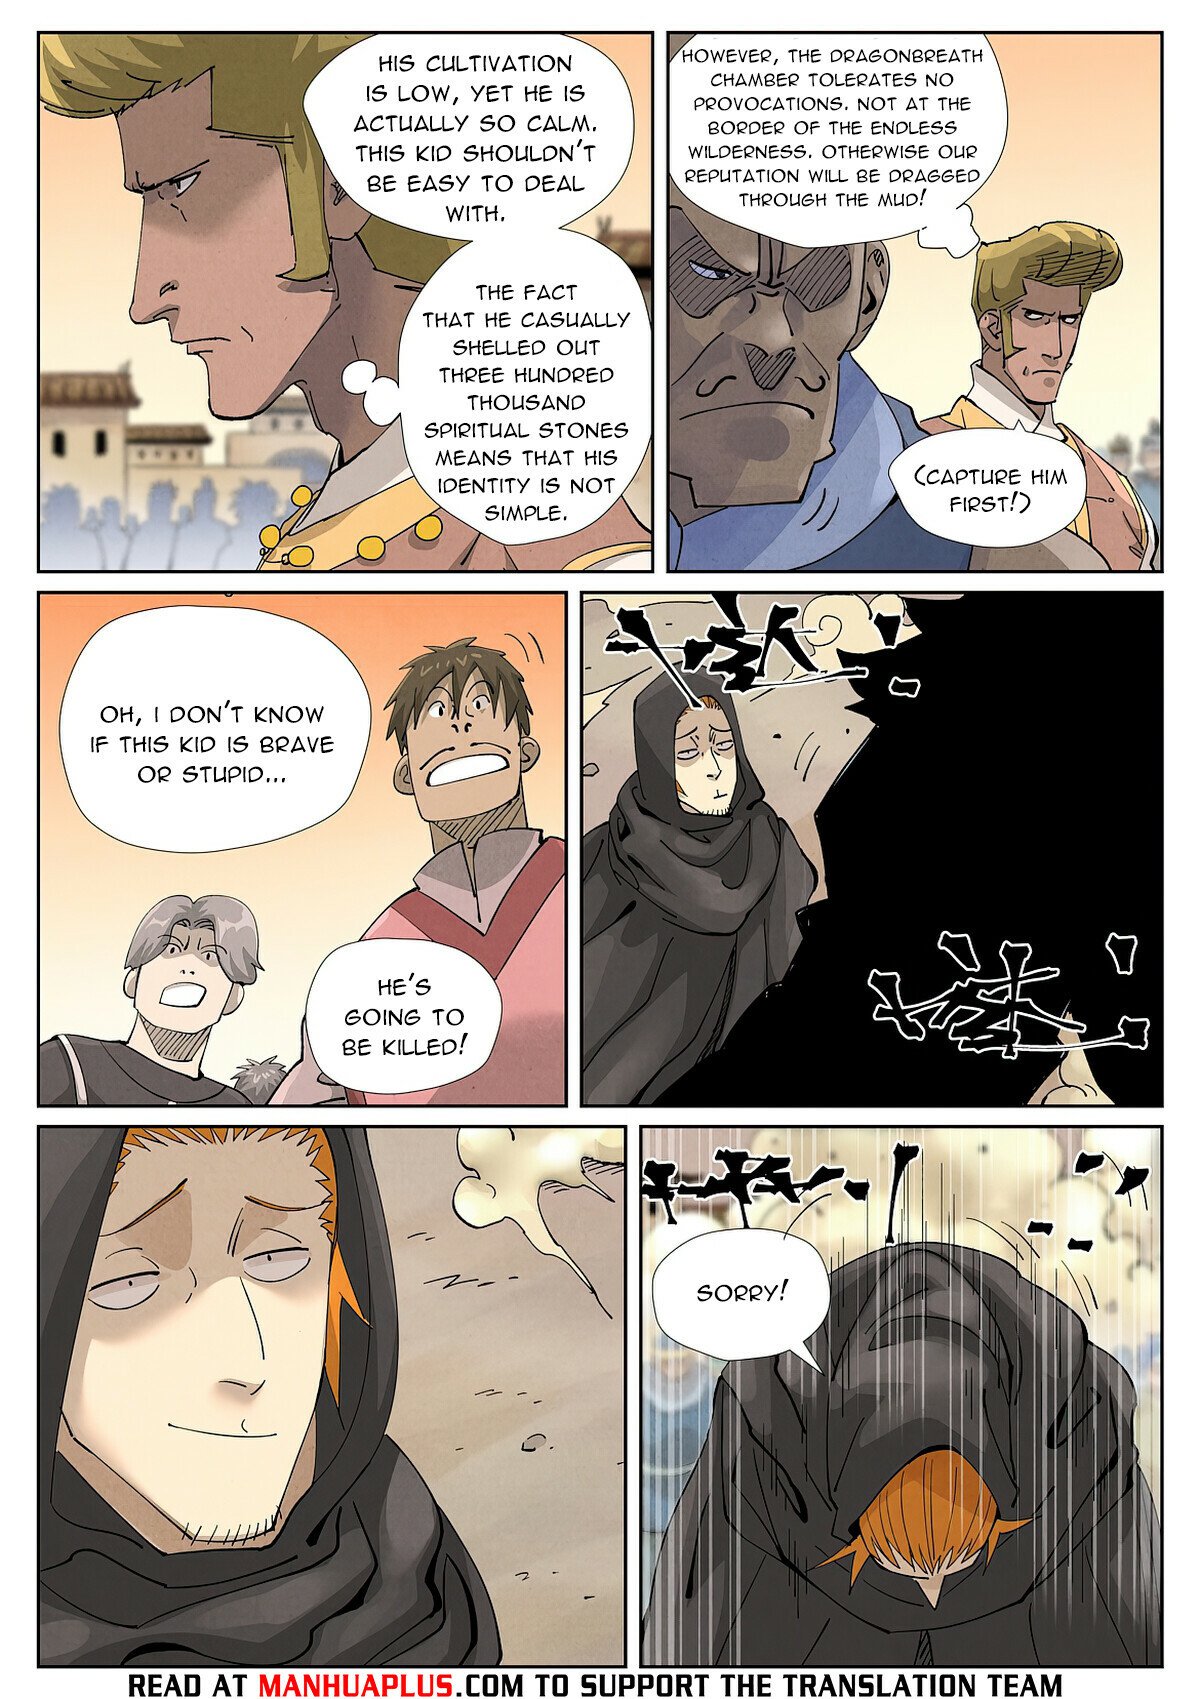 HIS CULTIVATION
IS LOW, YET HE IS
ACTUALLY SO CALM.
THIS KID SHOULDN'T
BE EASY TO DEAL
WITH.
THE FACT
THAT HE CASUALLY
SHELLED OUT
THREE HUNDRED
THOUSAND
SPIRITUAL STONES
MEANS THAT HIS
IDENTITY IS NOT
SIMPLE.
HOWEVER, THE DRAGONBREATH
CHAMBER TOLERATES NO
PROVOCATIONS. NOT AT THE
BORDER OF THE ENDLESS
WILDERNESS. OTHERWISE OUR
REPUTATION WILL BE DRAGGED
THROUGH THE MUD!
(CAPTURE HIM
FIRST!)
OH, I DON'T KNOW
IF THIS KID IS BRAVE
OR STUPID...
HE'S
GOING TO
BE KILLED!
SORRY!
READ AT MANHUAPLUS.COM TO SUPPORT THE TRANSLATION TEAM